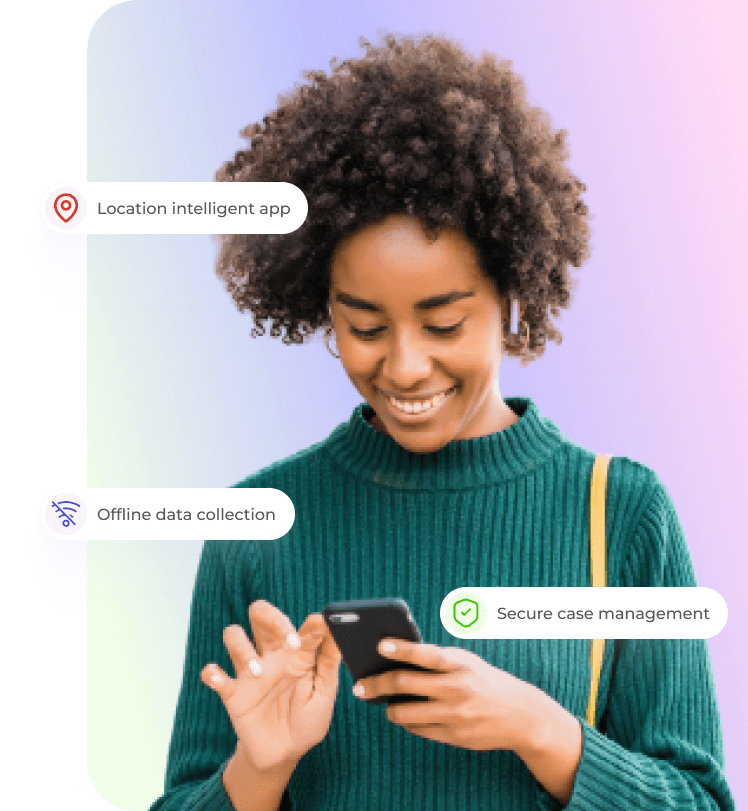 Location intelligent app
Offline data collection
Secure case management